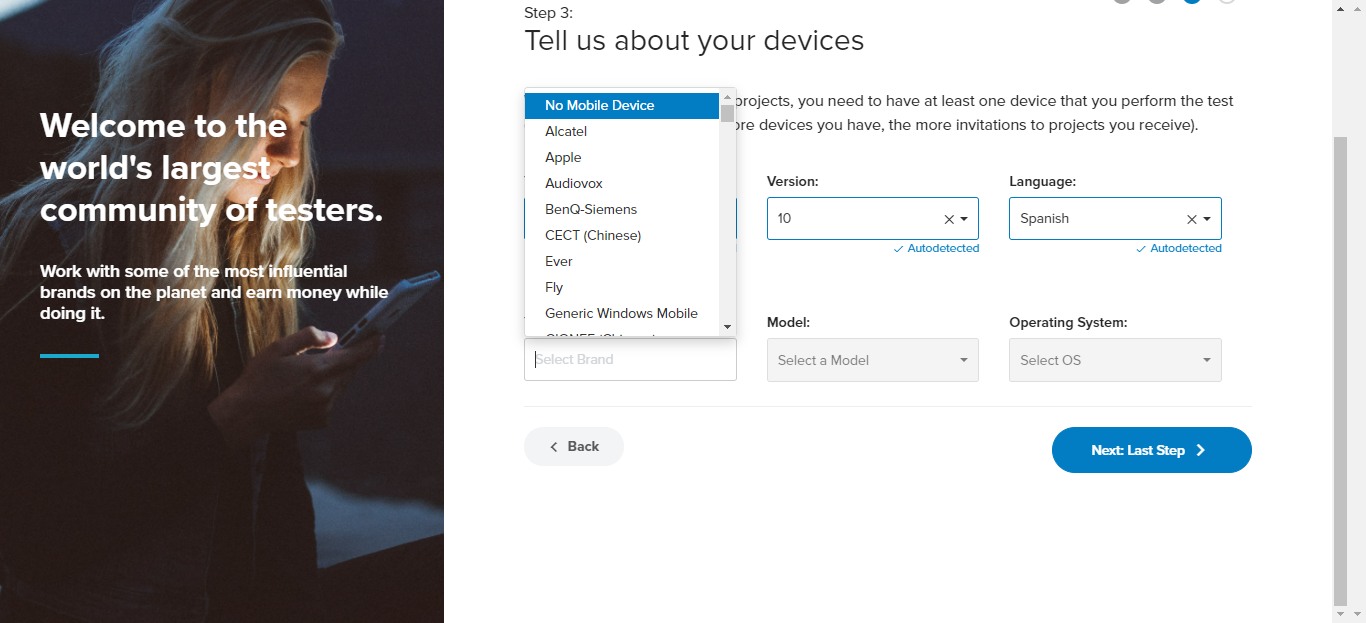 Welcome to the
world's largest
community of testers.
Work with some of the most influential
brands on the planet and earn money while
doing it.
Step 3:
Tell us about your devices
projects, you need to have at least one device that you perform the test
re devices you have, the more invitations to projects you receive).
No Mobile Device
Alcatel
Apple
Audiovox
BenQ-Siemens
CECT (Chinese)
Ever
Fly
Generic Windows Mobile
Version:
10
Autodetected
Language:
Spanish
Autodetected
Select Brand
Model:
Select a Model
Operating System:
Select OS
Back
Next: Last Step